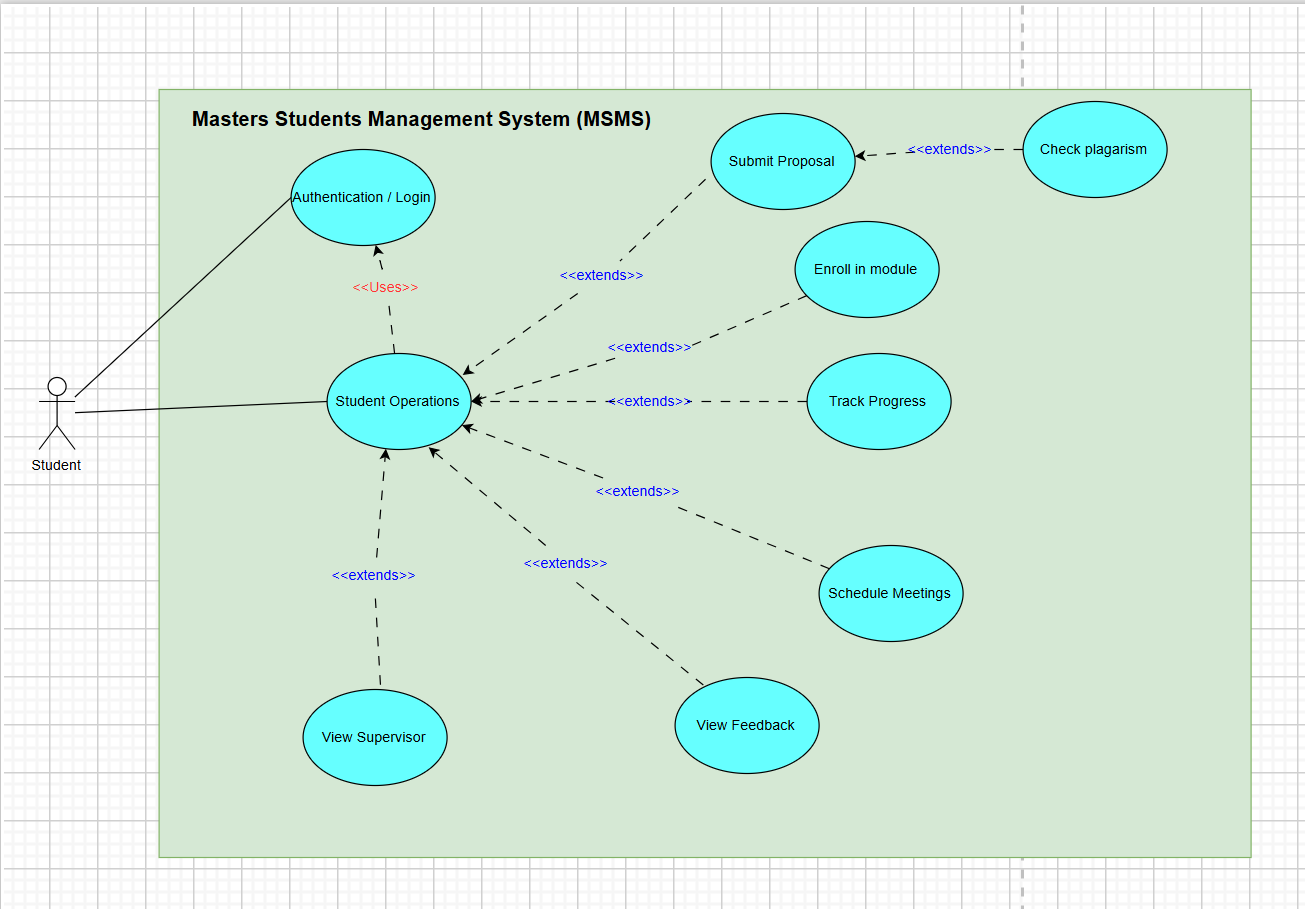 Masters Students Management System (MSMS)
Submit Proposal
<<extends>>
Check plagarism
Authentication / Login
Enroll in module
<<extends>>
<<Uses>>
<<extends>>
Student Operations
<<extends>>
Track Progress
Student
<<extends>>
<<extends>>
<<extends>>
Schedule Meetings
View Supervisor
View Feedback